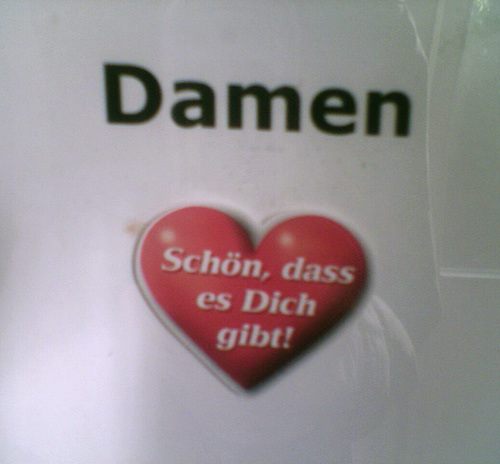 Damen
Schön, dass
es Dich
gibt!